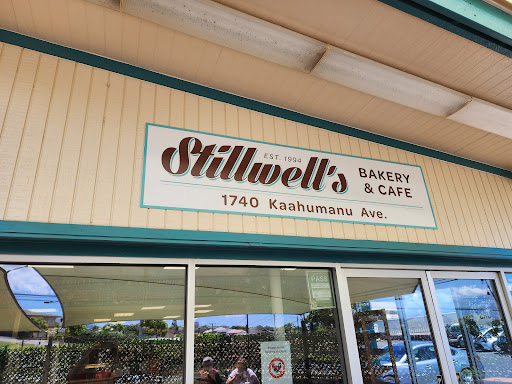 EST. 1994
Stillwell's
BAKERY
& CAFE
1740 Kaahumanu Ave.